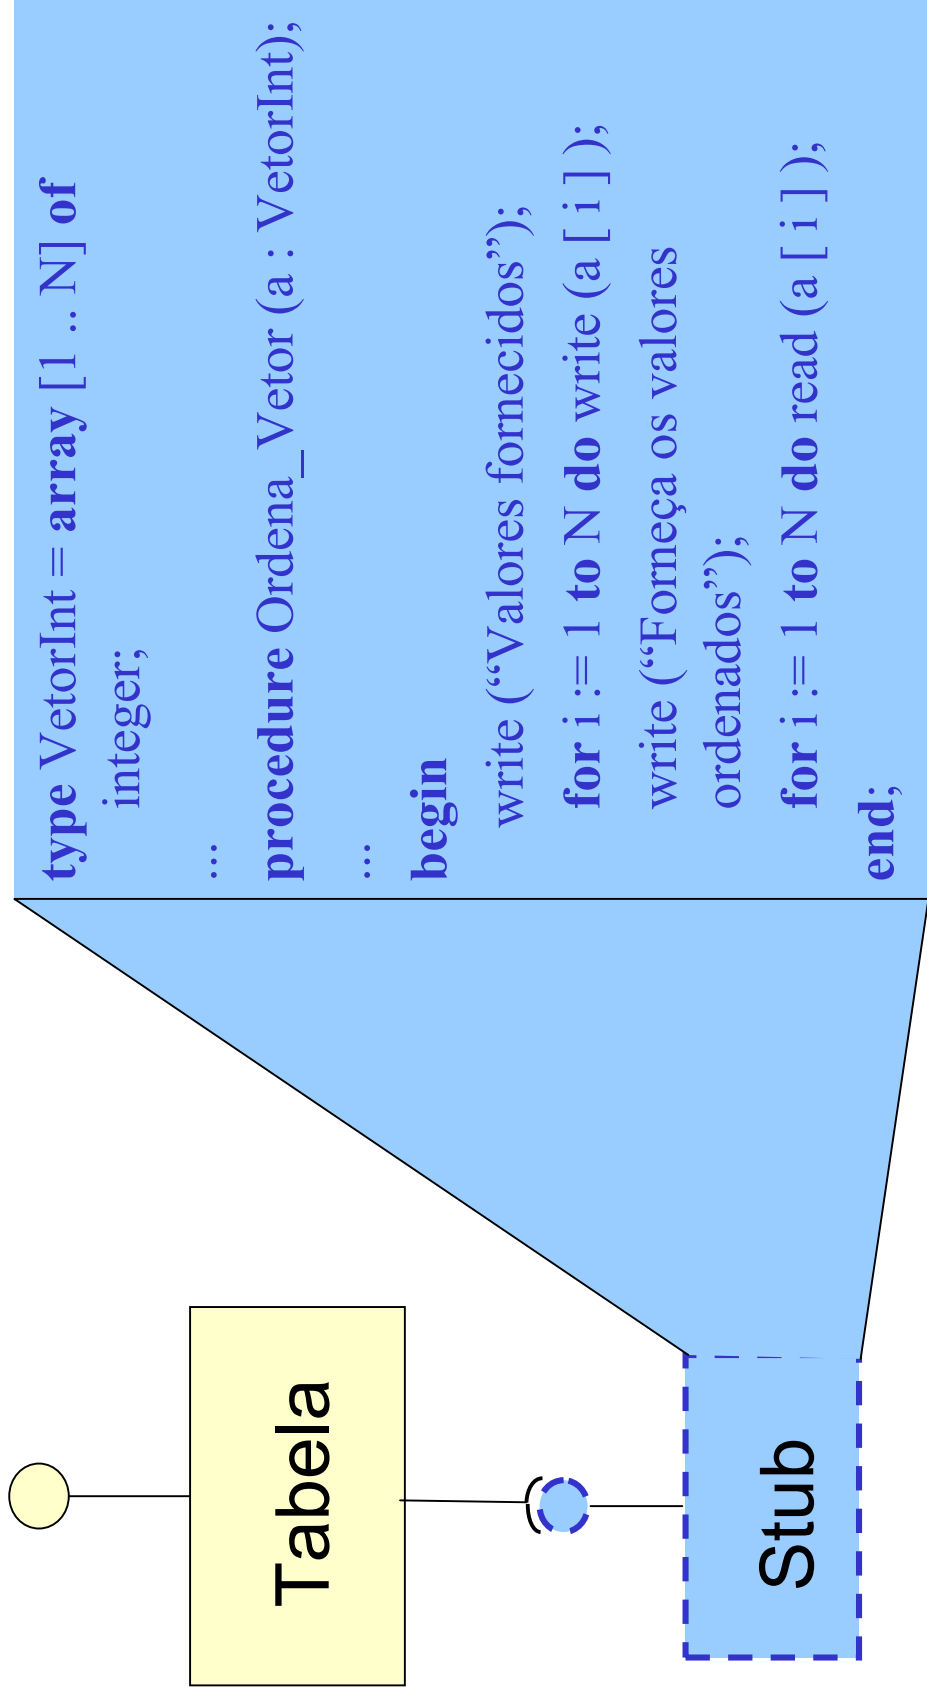 type VetorInt = array [1 .. N] of
integer;
...
procedure Ordena_Vetor (a : VetorInt);
...
begin
write (“Valores fornecidos”);
for i := 1 to N do write (a [ i ] );
write (“Forneça os valores
ordenados”);
for i := 1 to N do read (a [ i ] );
end;
Tabela
Stub